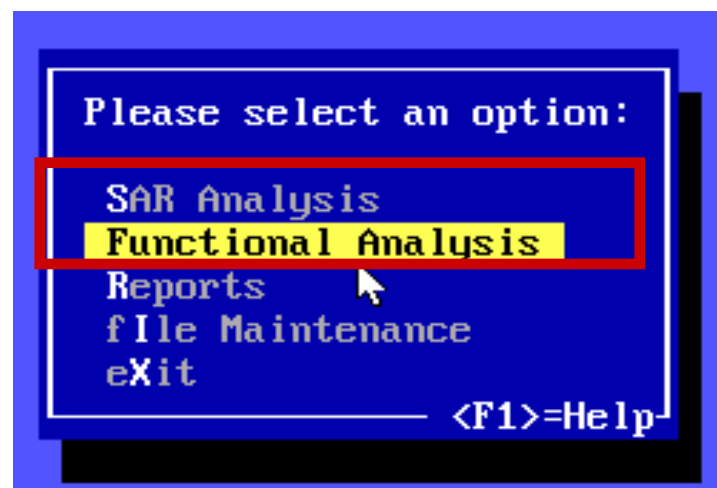 Please select an option:
SAR Analysis
Functional Analysis
Reports
fIle Maintenance
eXit
<F1>=Help